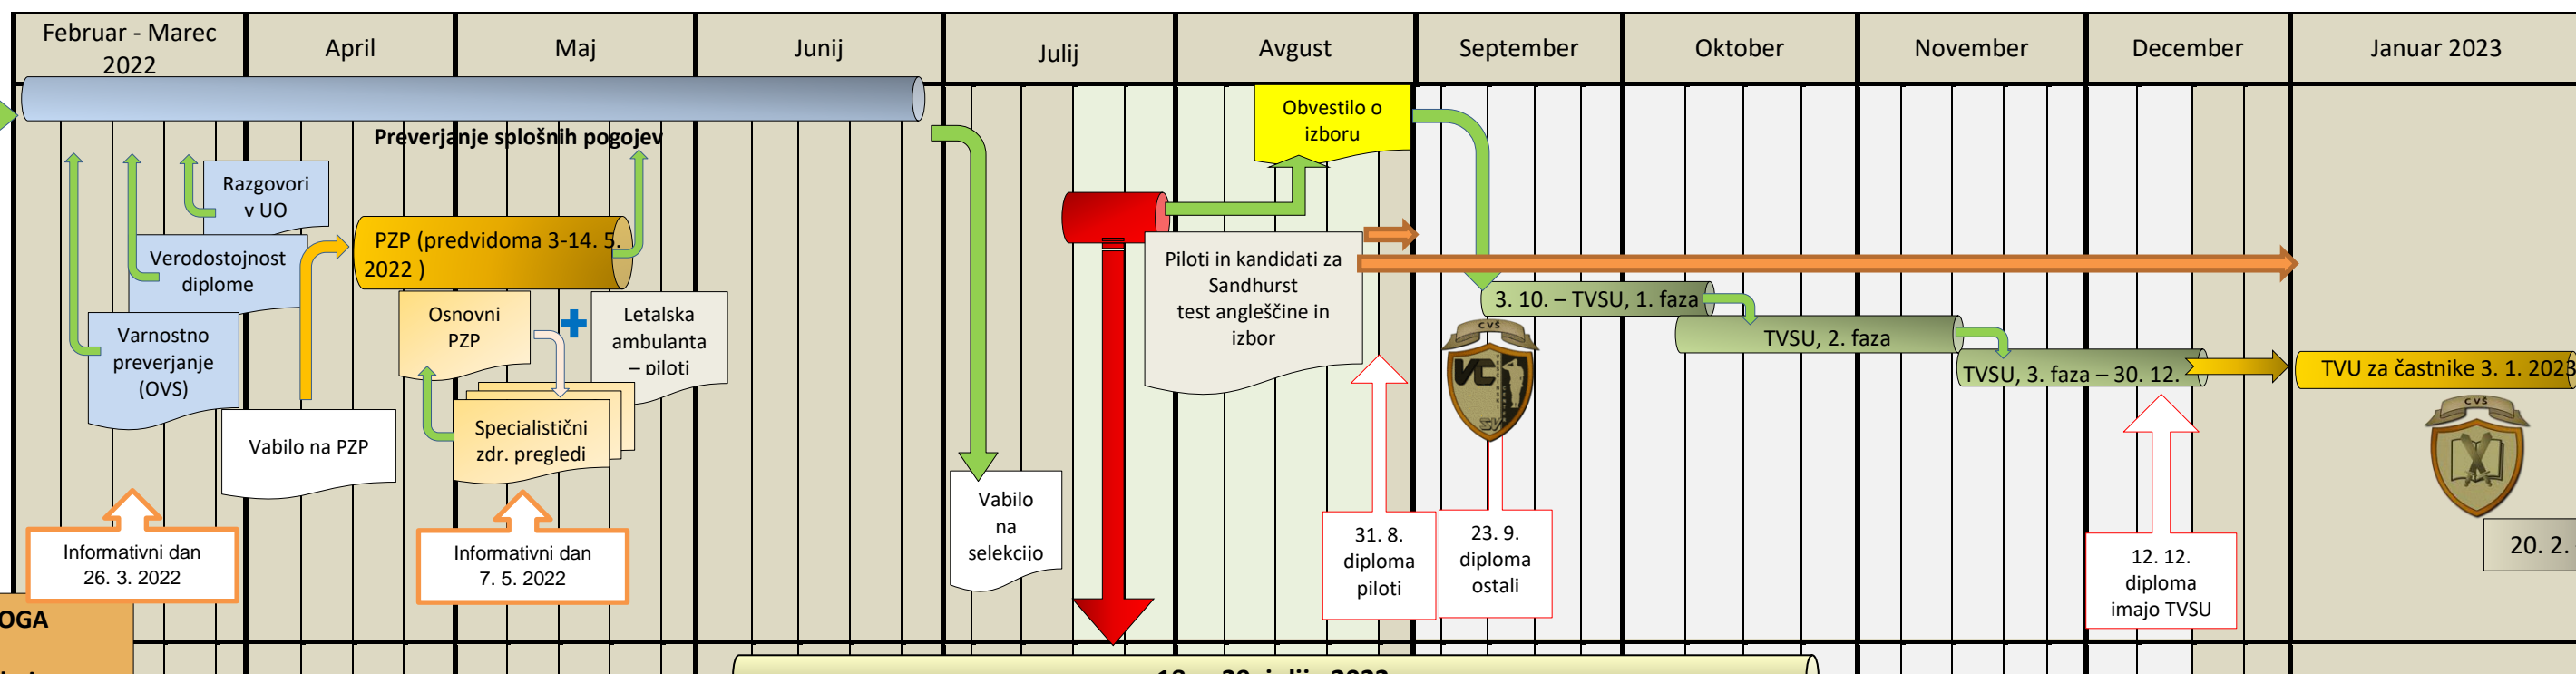 Februar - Marec
2022
April
Maj
Junij
Julij
Avgust
September
Oktober
November
December
Januar 2023
Preverjanje splošnih pogojev
Obvestilo o
izboru
Razgovori
v UO
Verodostojnost
diplome
Varnostno
preverjanje
(OVS)
PZP (predvidoma 3-14. 5.
2022 )
Osnovni
PZP
Letalska
ambulanta
– piloti
Specialistični
zdr. pregledi
Vabilo na PZP
Informativni dan
26. 3. 2022
Informativni dan
7. 5. 2022
Vabilo
na
selekcijo
Piloti in kandidati za
Sandhurst
test angleščine in
izbor
3. 10. – TVSU, 1. faza
TVSU, 2. faza
TVSU, 3. faza – 30. 12.
TVU za častnike 3. 1. 2023
CVŠ
VC
SV
CVŠ
31. 8.
diploma
piloti
23. 9.
diploma
ostali
12. 12.
diploma
imajo TVSU
20. 2.
OGA